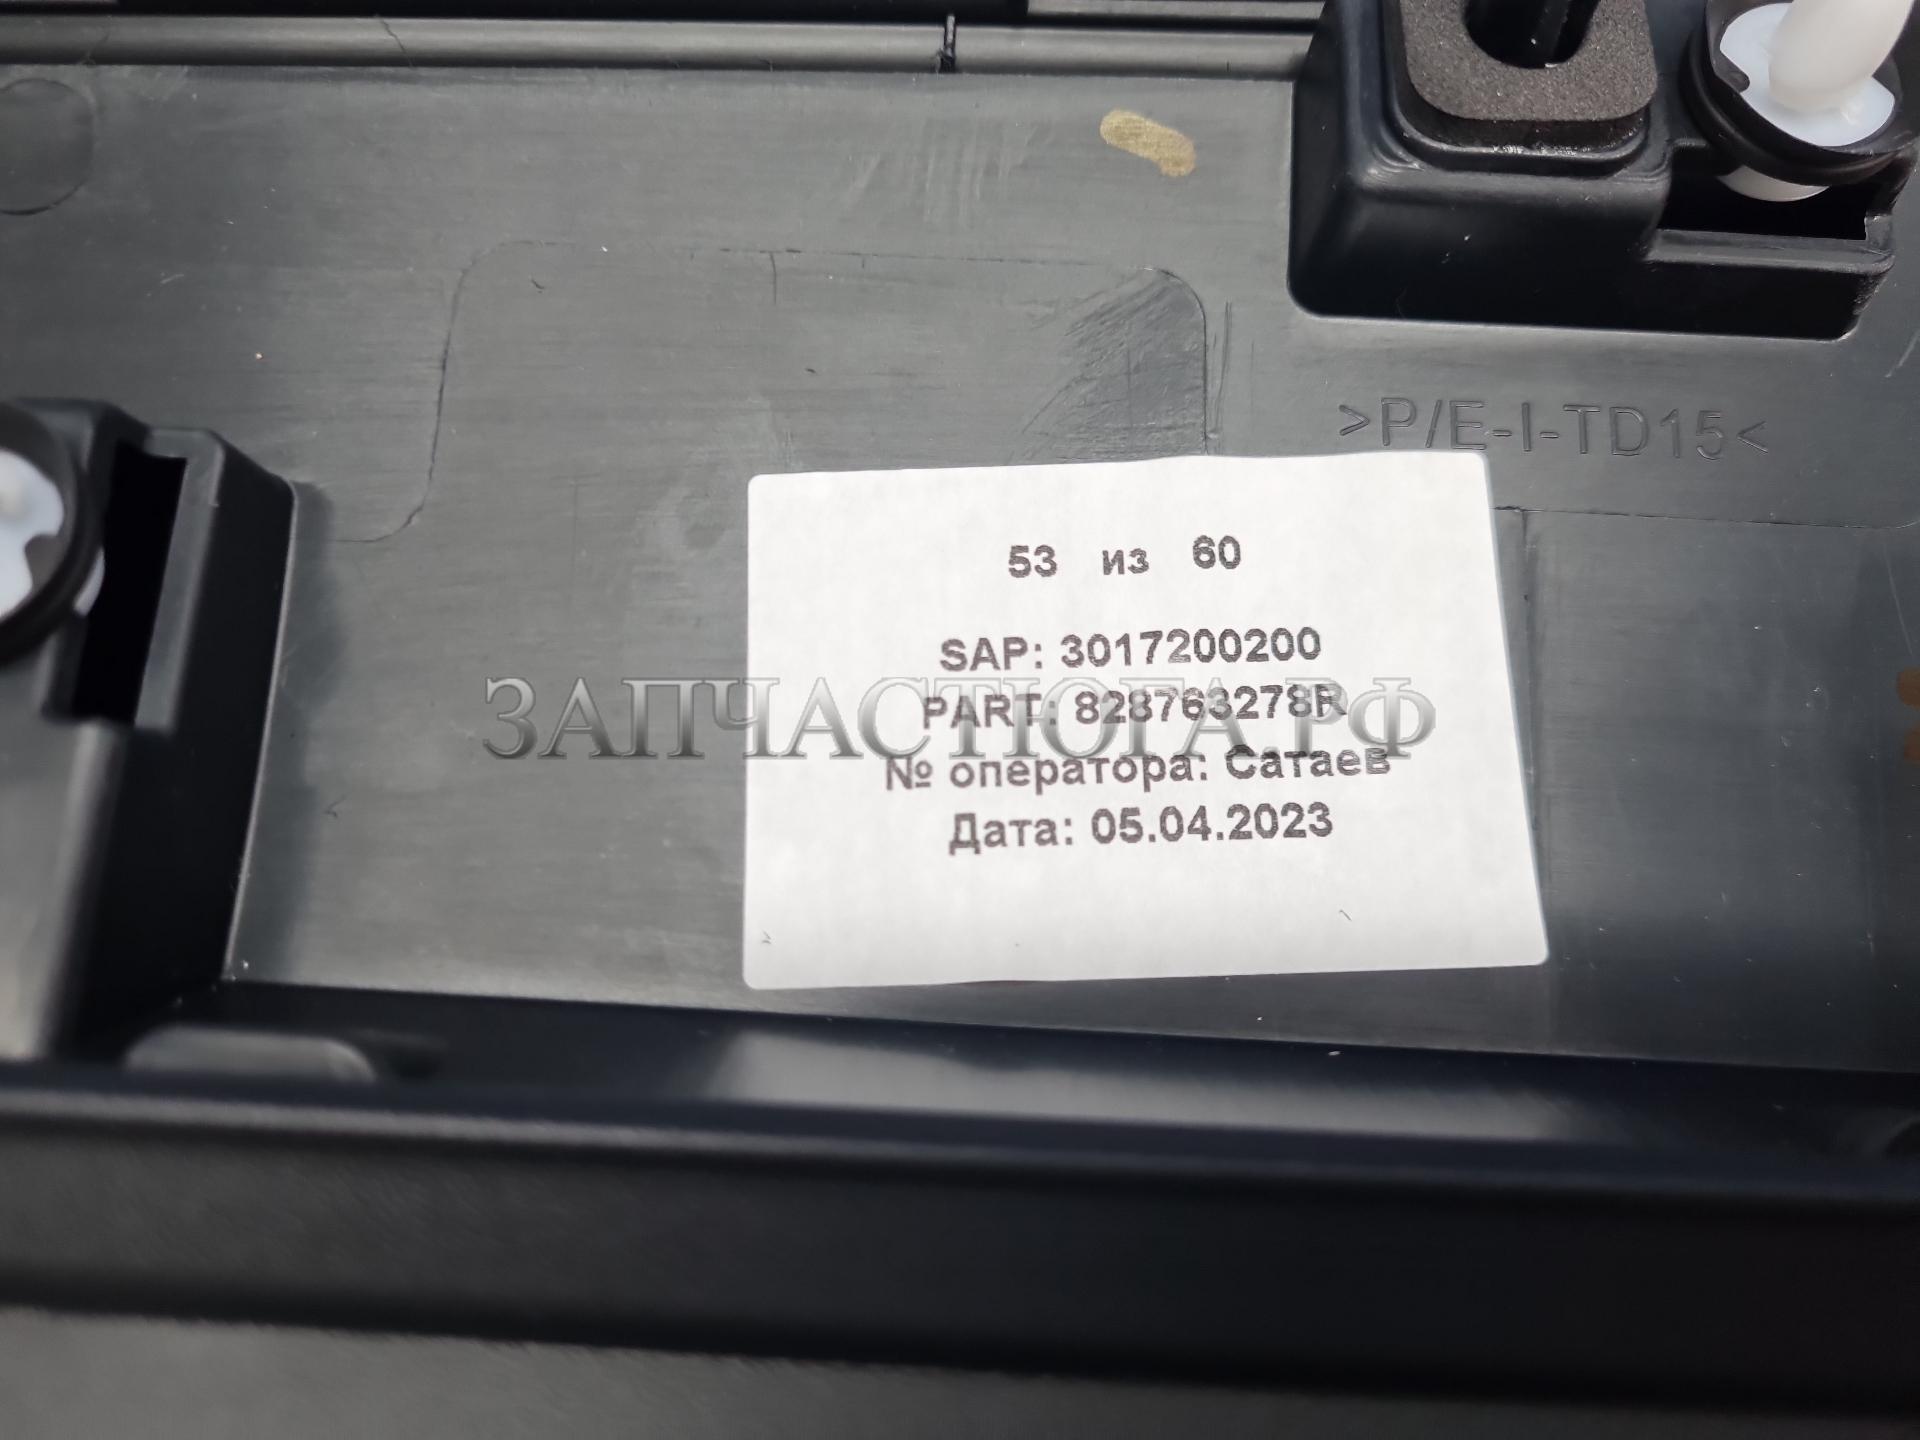 >P/E-I-TD15<
53 из 60
SAP: 3017200200
PART: 828763278R
ЗАПЧАСТЮГА.РФ
№ оператора: Сатаев
Дата: 05.04.2023